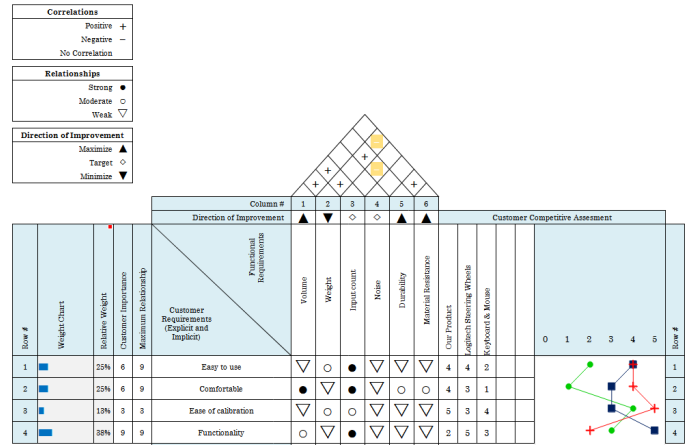 Correlations
Positive +
Negative −
No Correlation
Relationships
Strong ●
Moderate ○
Weak ▽
Direction of Improvement
Maximize ▲
Target ◇
Minimize ▼
+
+ +
+ + +
Column # 1 2 3 4 5 6
Direction of Improvement ▲ ▼ ◇ ◇ ▲ ▲ Customer Competitive Assesment
Row #
Weight Chart
Relative Weight
Customer Importance
Maximum Relationship
Customer Requirements (Explicit and Implicit)
Functional Requirements
Volume
Weight
Input count
Noise
Durability
Material Resistance
Our Product
Logitech Steering Wheels
Keyboard & Mouse
0 1 2 3 4 5
Row #
1 25% 6 9 Easy to use ▽ ○ ● ▽ ▽ ▽ 4 4 2 1
2 25% 6 9 Comfortable ● ▽ ● ▽ ○ ○ 4 3 1 2
3 13% 3 3 Ease of calibration ▽ ○ ○ ▽ ▽ ▽ 5 3 4 3
4 38% 9 9 Functionality ○ ▽ ● ▽ ▽ ▽ 2 5 3 4